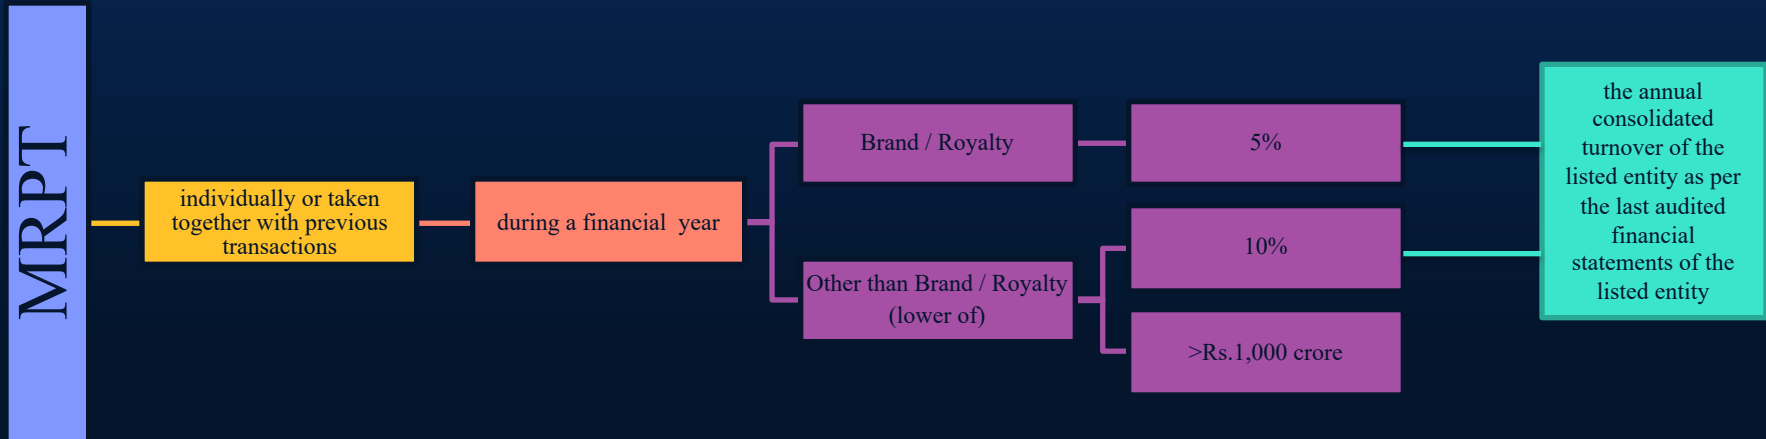 MRPT
individually or taken
together with previous
transactions
during a financial  year
Brand / Royalty
5%
Other than Brand / Royalty
(lower of)
10%
>Rs.1,000 crore
the annual
consolidated
turnover of the
listed entity as per
the last audited
financial
statements of the
listed entity